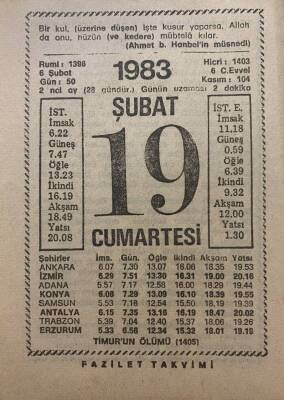 Bir kul, (üzerine düşen) işte kusur yaparsa, Allah
da onu, hüzün (ve kedere) mübtelâ kılar.
(Ahmet b. Hanbel'in müsnedi)
Rumi : 1398
6 Şubat
Gün : 50
1983
Hicri : 1403
6 C.Evvel
Kasım : 104
2 nci ay (28 gündür.) Günün uzaması 2 dakika
ŞUBAT
İST.
İmsak
6.22
Güneş
7.47
Öğle
13.23
İkindi
16.19
Akşam
18.49
Yatsı
20.08
19
İST. E.
İmsak
11.18
Güneş
0.59
Öğle
6.39
İkindi
9.32
Akşam
12.00
Yatsı
1.30
CUMARTESİ
Şehirler İms. Gün. Öğle İkindi Akşam Yatsı
ANKARA 6.07 7.30 13.07 16.06 18.35 19.53
İZMİR 6.29 7.51 13.30 16.31 19.00 20.16
ADANA 5.57 7.17 12.58 16.00 18.29 19.44
KONYA 6.08 7.29 13.09 16.10 18.39 19.55
SAMSUN 5.53 7.18 12.54 15.50 18.19 19.39
ANTALYA 6.15 7.35 13.16 16.19 18.47 20.02
TRABZON 5.39 7.04 12.40 15.37 18.06 19.26
ERZURUM 5.33 6.58 12.34 15.32 18.01 19.19
TİMUR'UN ÖLÜMÜ (1405)
FAZİLET TAKVİMİ